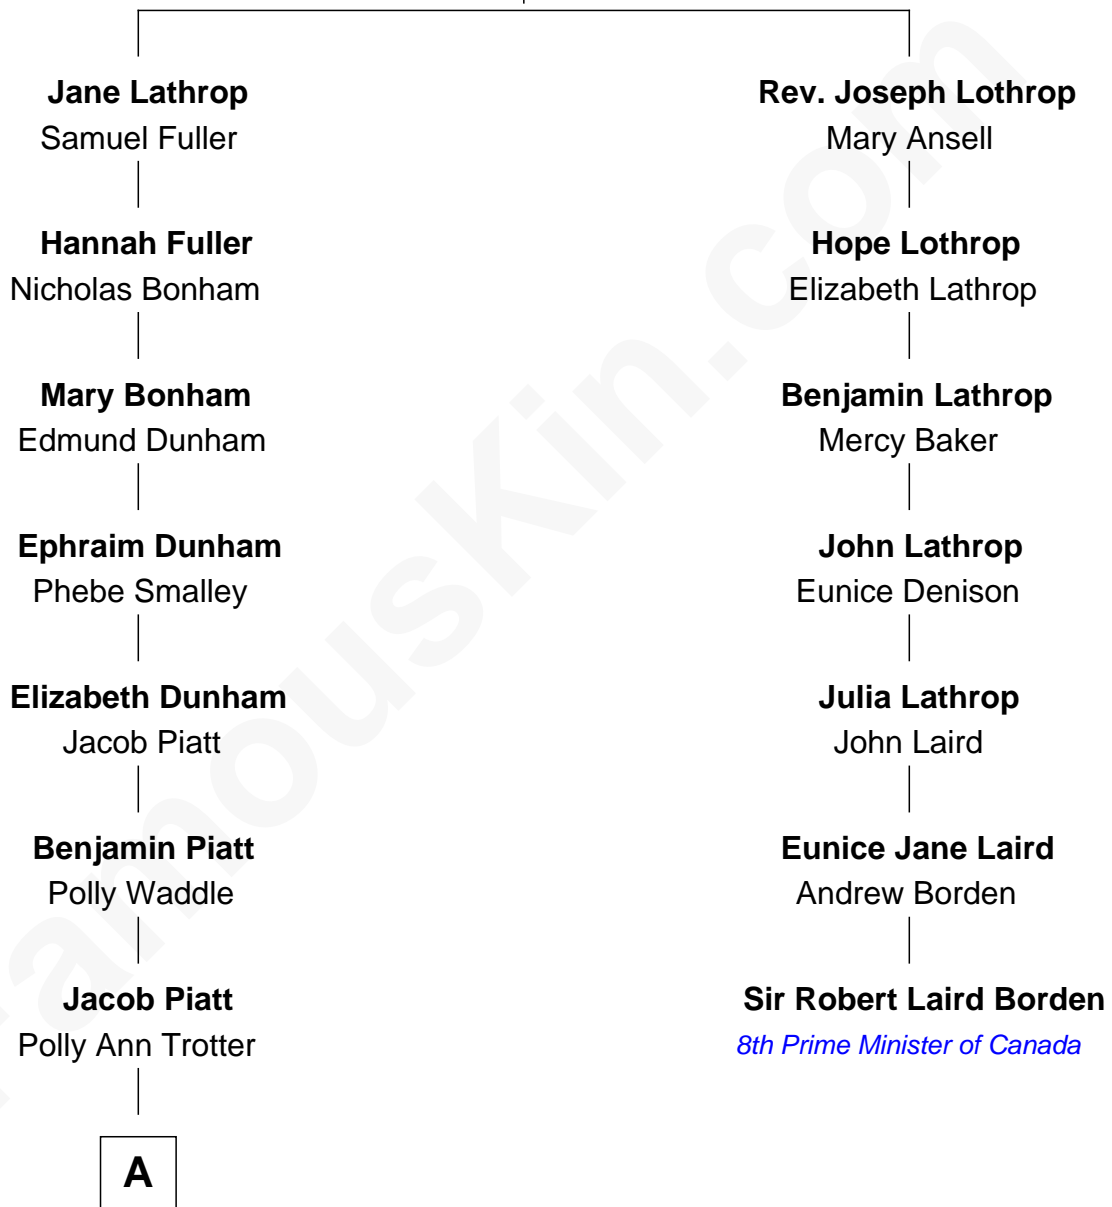 Jane Lathrop
Samuel Fuller
Hannah Fuller
Nicholas Bonham
Mary Bonham
Edmund Dunham
Ephraim Dunham
Phebe Smalley
Elizabeth Dunham
Jacob Piatt
Benjamin Piatt
Polly Waddle
Jacob Piatt
Polly Ann Trotter
A
Rev. Joseph Lothrop
Mary Ansell
Hope Lothrop
Elizabeth Lathrop
Benjamin Lathrop
Mercy Baker
John Lathrop
Eunice Denison
Julia Lathrop
John Laird
Eunice Jane Laird
Andrew Borden
Sir Robert Laird Borden
8th Prime Minister of Canada
FamousKin.com